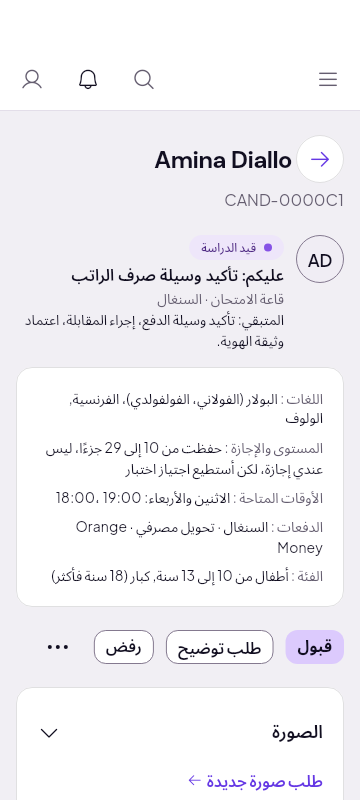 Amina Diallo
CAND-0000C1
AD
قيد الدراسة
عليكم: تأكيد وسيلة صرف الراتب
قاعة الامتحان · السنغال
المتبقي: تأكيد وسيلة الدفع، إجراء المقابلة، اعتماد
وثيقة الهوية.
اللغات : البولار (الفولاني، الفولفولدي)، الفرنسية,
الولوف
المستوى والإجازة : حفظت من 10 إلى 29 جزءًا، ليس
عندي إجازة، لكن أستطيع اجتياز اختبار
الأوقات المتاحة : الاثنين والأربعاء: 19:00 ،18:00
الدفعات : السنغال · تحويل مصرفي · Orange
Money
الفئة : أطفال من 10 إلى 13 سنة, كبار (18 سنة فأكثر)
قبول
طلب توضيح
رفض
الصورة
طلب صورة جديدة